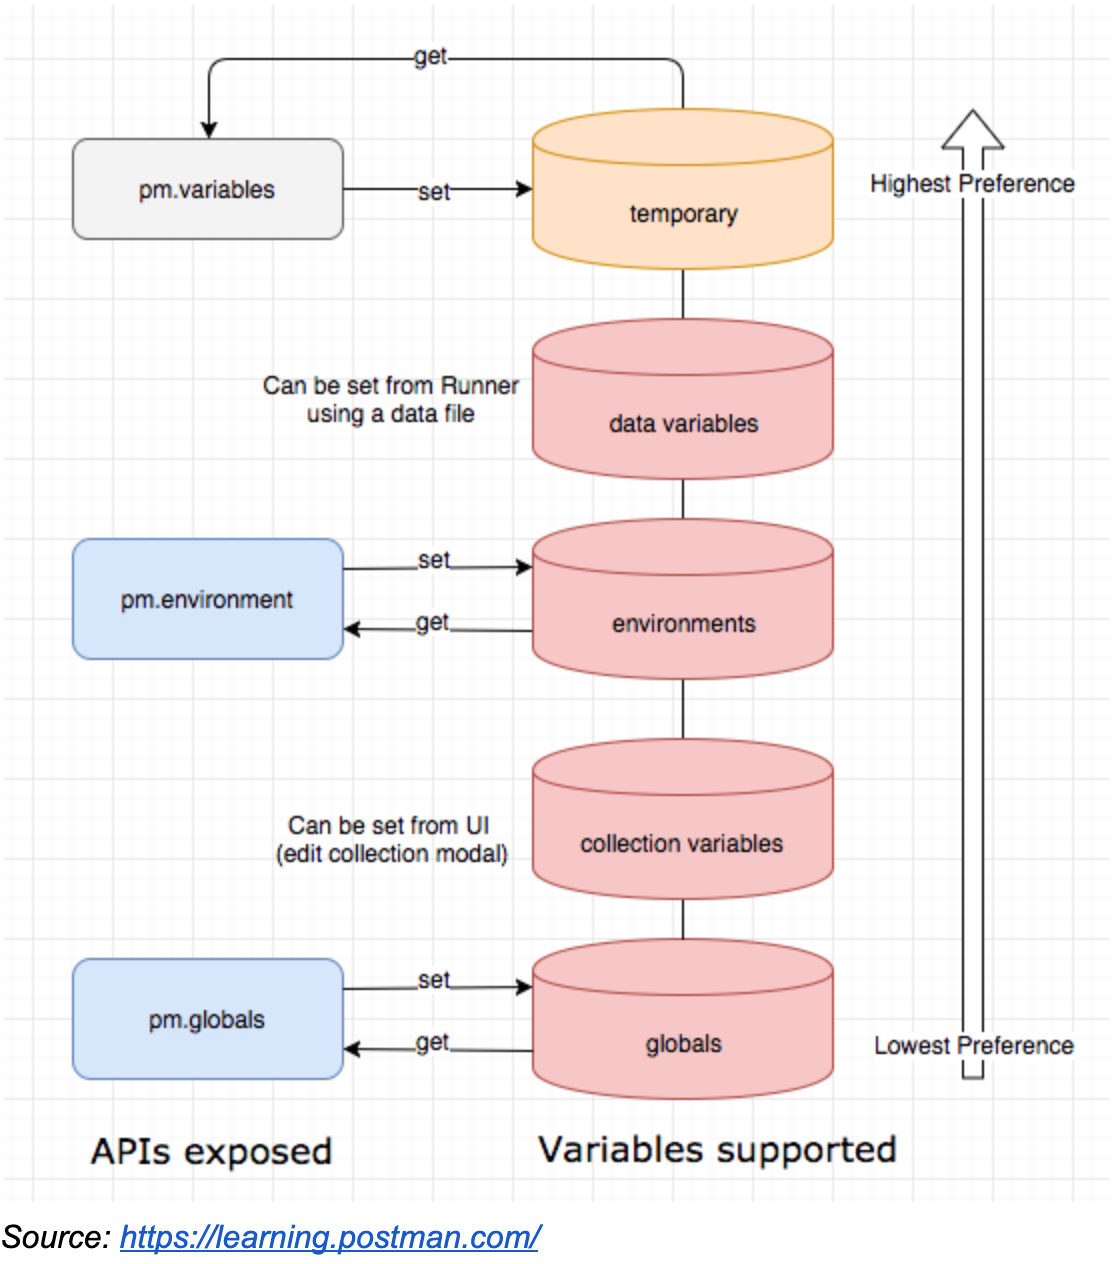 get
pm.variables
set
temporary
Highest Preference
Can be set from Runner
using a data file
data variables
set
pm.environment
get
environments
Can be set from UI
(edit collection modal)
collection variables
set
pm.globals
get
globals
Lowest Preference
APIs exposed
Variables supported
Source: https://learning.postman.com/